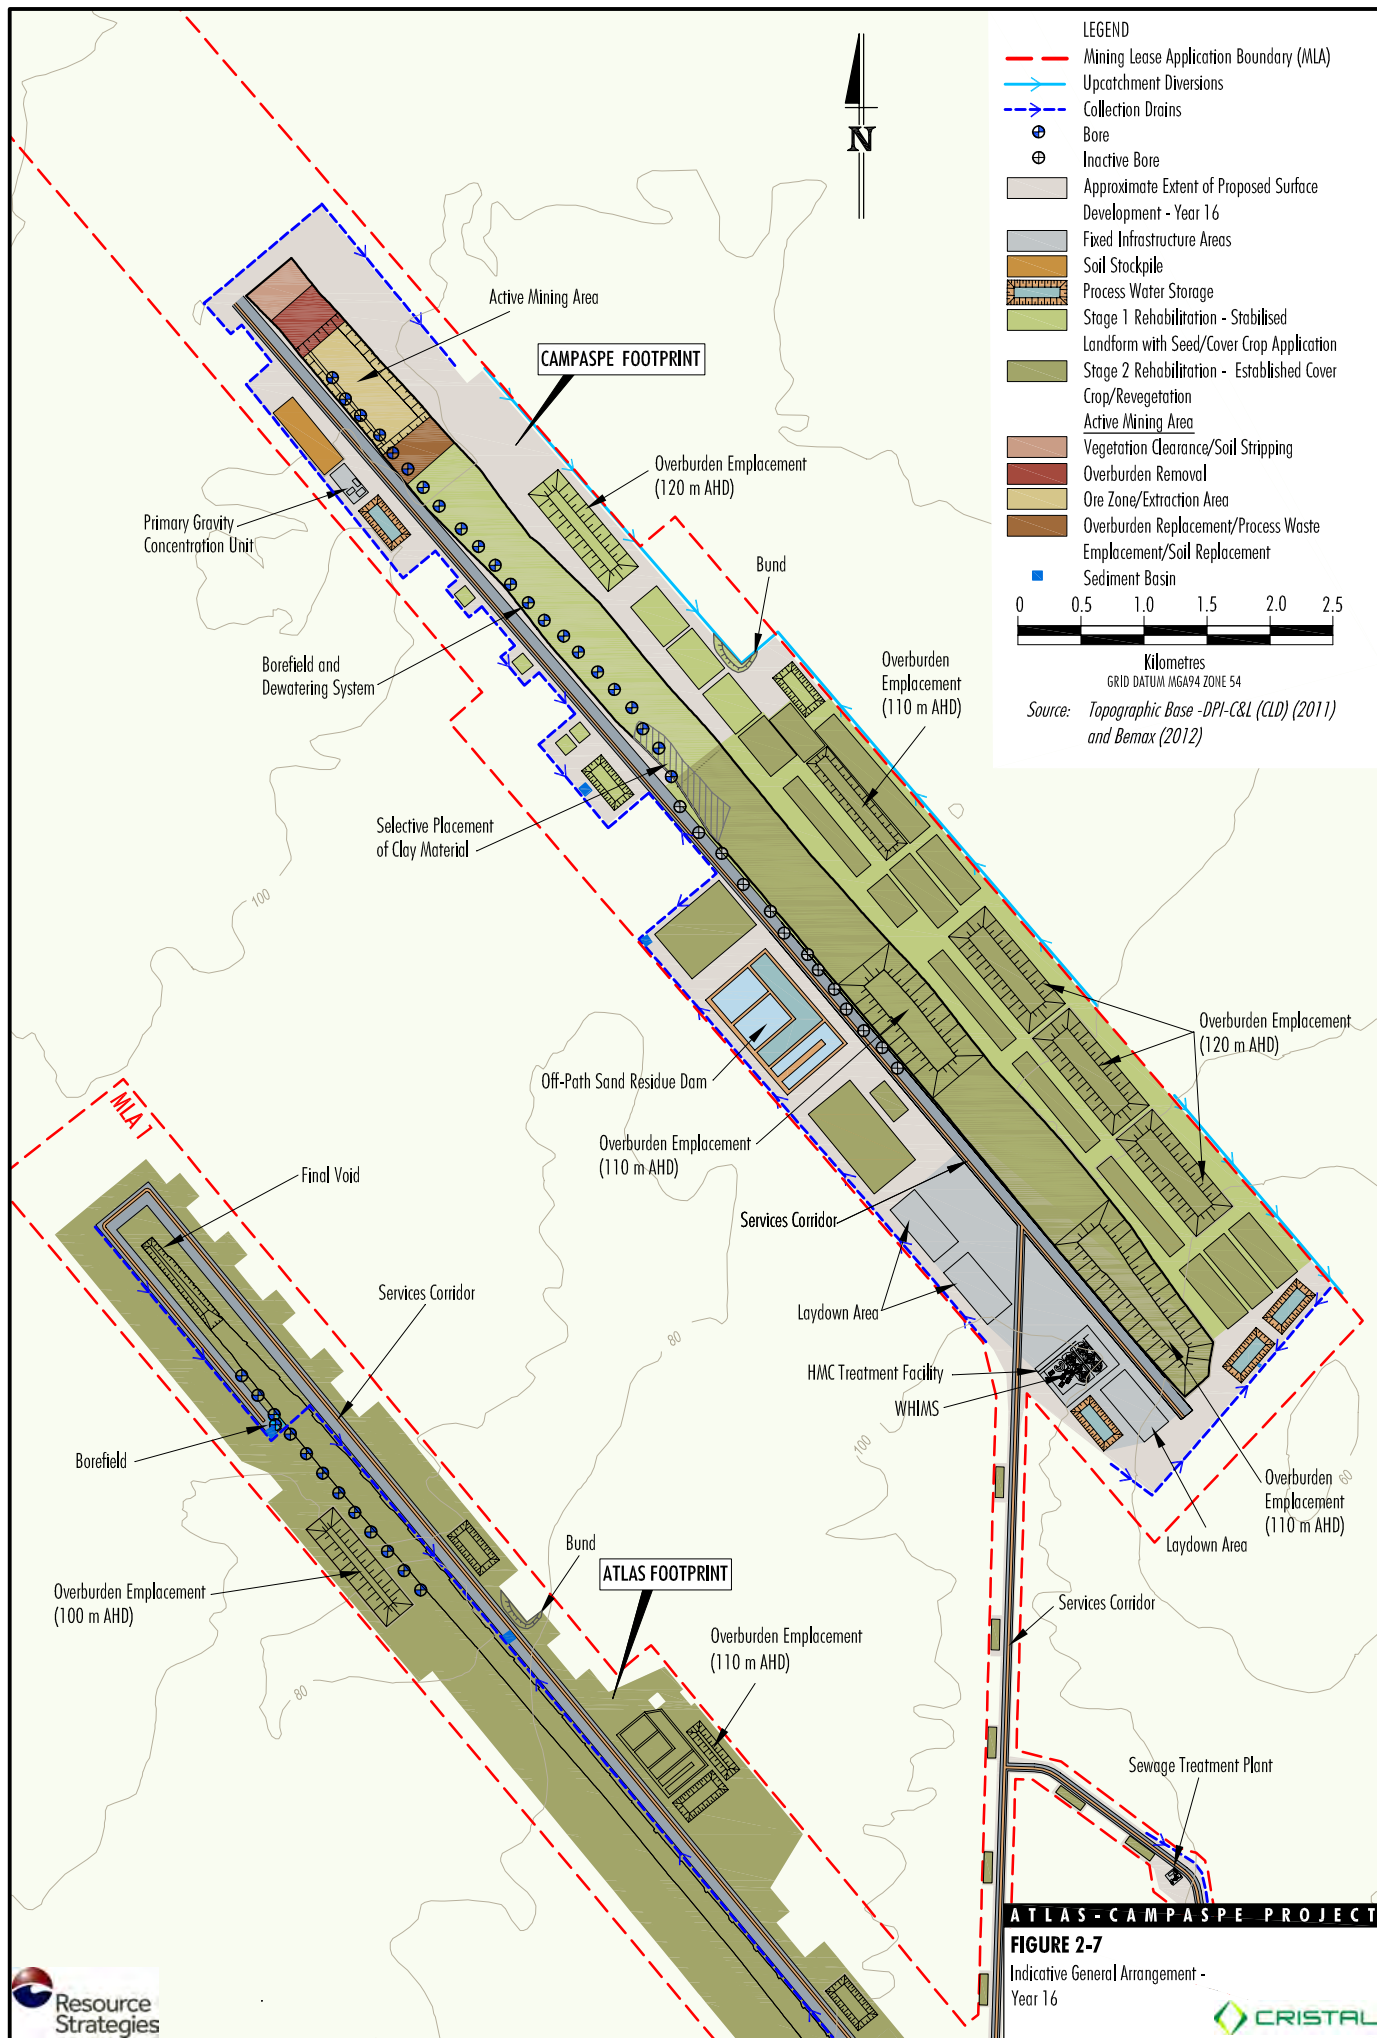 LEGEND
Mining Lease Application Boundary (MLA)
Upcatchment Diversions
Collection Drains
Bore
Inactive Bore
Approximate Extent of Proposed Surface
Development - Year 16
Fixed Infrastructure Areas
Soil Stockpile
Process Water Storage
Stage 1 Rehabilitation - Stabilised
Landform with Seed/Cover Crop Application
Stage 2 Rehabilitation - Established Cover
Crop/Revegetation
Active Mining Area
Vegetation Clearance/Soil Stripping
Overburden Removal
Ore Zone/Extraction Area
Overburden Replacement/Process Waste
Emplacement/Soil Replacement
Sediment Basin
0 0.5 1.0 1.5 2.0 2.5
Kilometres
GRID DATUM MGA94 ZONE 54
Source: Topographic Base -DPI-C&L (CLD) (2011)
and Bemax (2012)
N
Active Mining Area
CAMPASPE FOOTPRINT
Overburden Emplacement
(120 m AHD)
Primary Gravity
Concentration Unit
Bund
Borefield and
Dewatering System
Overburden
Emplacement
(110 m AHD)
Selective Placement
of Clay Material
100
Overburden Emplacement
(120 m AHD)
Off-Path Sand Residue Dam
MLA 1
Overburden Emplacement
(110 m AHD)
Final Void
Services Corridor
Services Corridor
Laydown Area
80
HMC Treatment Facility
WHIMS
100
Borefield
60
Overburden
Emplacement
(110 m AHD)
Laydown Area
Bund
ATLAS FOOTPRINT
Overburden Emplacement
(100 m AHD)
Services Corridor
Overburden Emplacement
(110 m AHD)
80
Sewage Treatment Plant
ATLAS-CAMPASPE PROJECT
FIGURE 2-7
Indicative General Arrangement -
Year 16
Resource
Strategies
CRISTAL